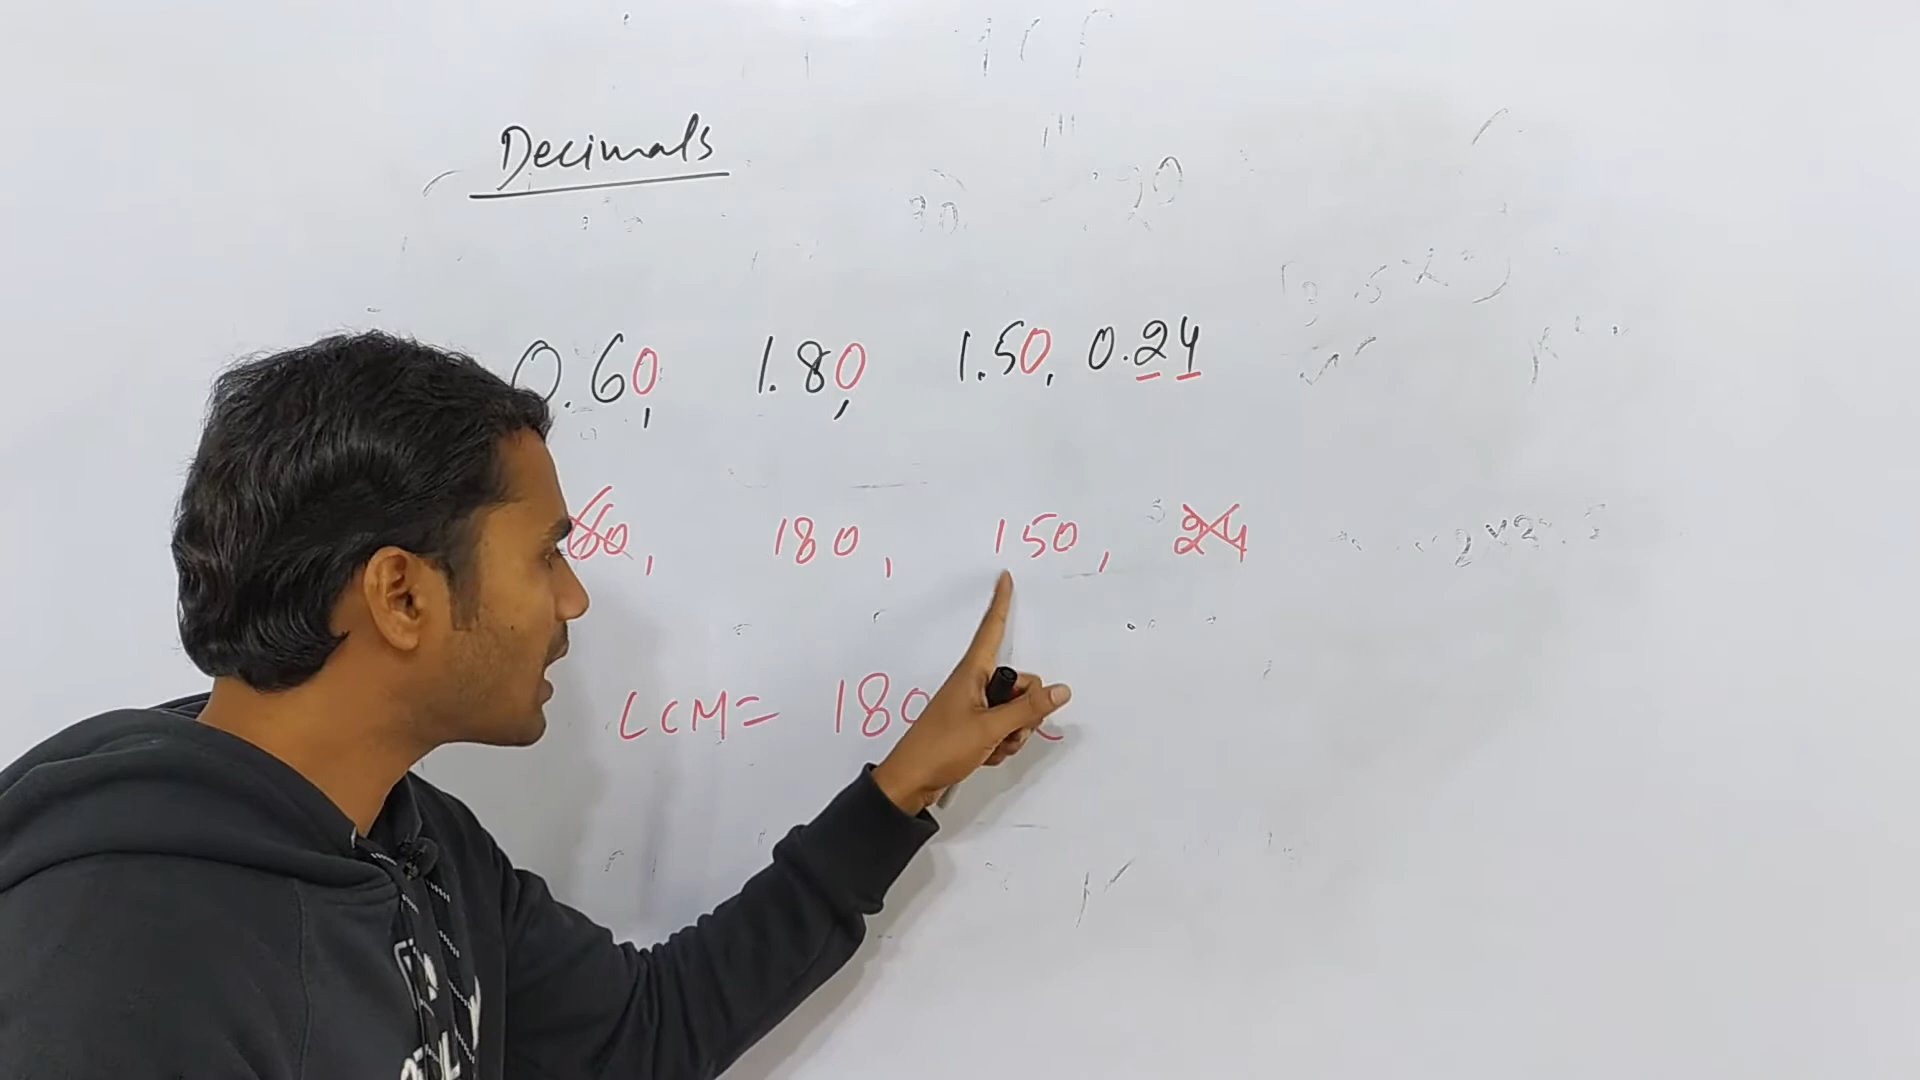 Decimals
0.60, 1.80, 1.50, 0.24
60, 180, 150, 24
LCM= 180